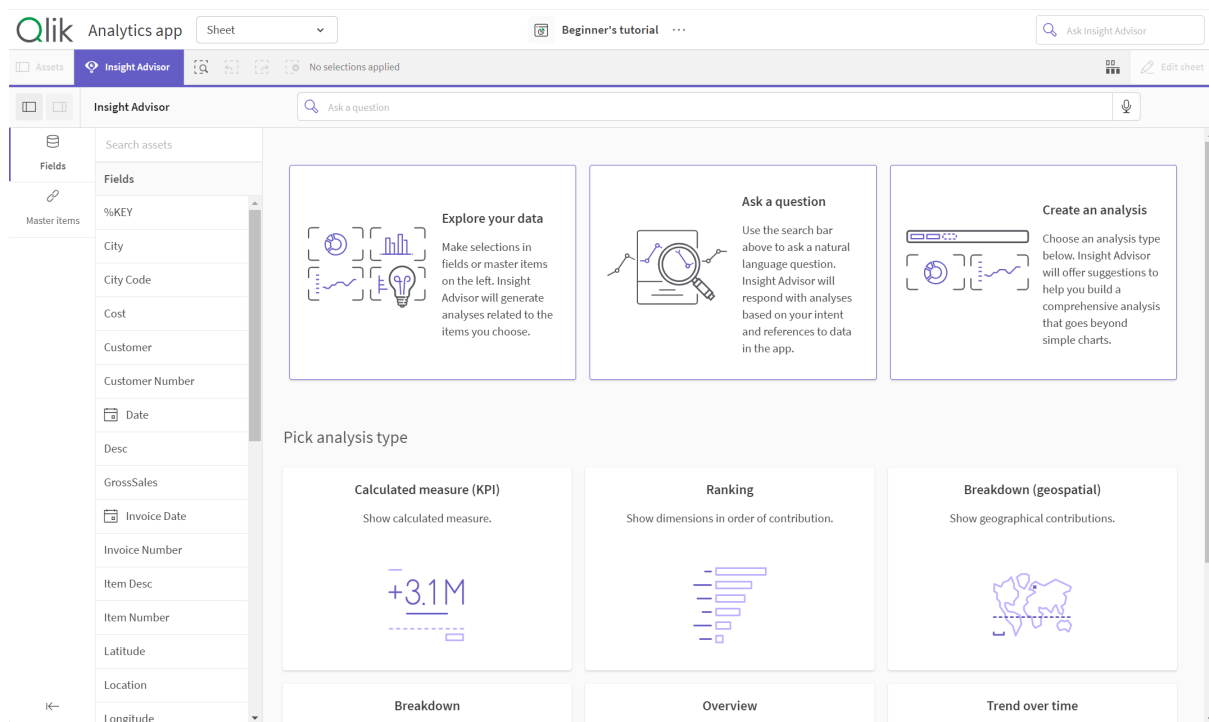 Qlik Analytics app Sheet Beginner's tutorial ··· Ask Insight Advisor
Assets Insight Advisor No selections applied Edit sheet
Insight Advisor Ask a question
Fields
Master items
Search assets
Fields
%KEY
City
City Code
Cost
Customer
Customer Number
Date
Desc
GrossSales
Invoice Date
Invoice Number
Item Desc
Item Number
Latitude
Location
Longitude
Explore your data
Make selections in
fields or master items
on the left. Insight
Advisor will generate
analyses related to the
items you choose.
Ask a question
Use the search bar
above to ask a natural
language question.
Insight Advisor will
respond with analyses
based on your intent
and references to data
in the app.
Create an analysis
Choose an analysis type
below. Insight Advisor
will offer suggestions to
help you build a
comprehensive analysis
that goes beyond
simple charts.
Pick analysis type
Calculated measure (KPI)
Show calculated measure.
+3.1M
Ranking
Show dimensions in order of contribution.
Breakdown (geospatial)
Show geographical contributions.
Breakdown
Overview
Trend over time